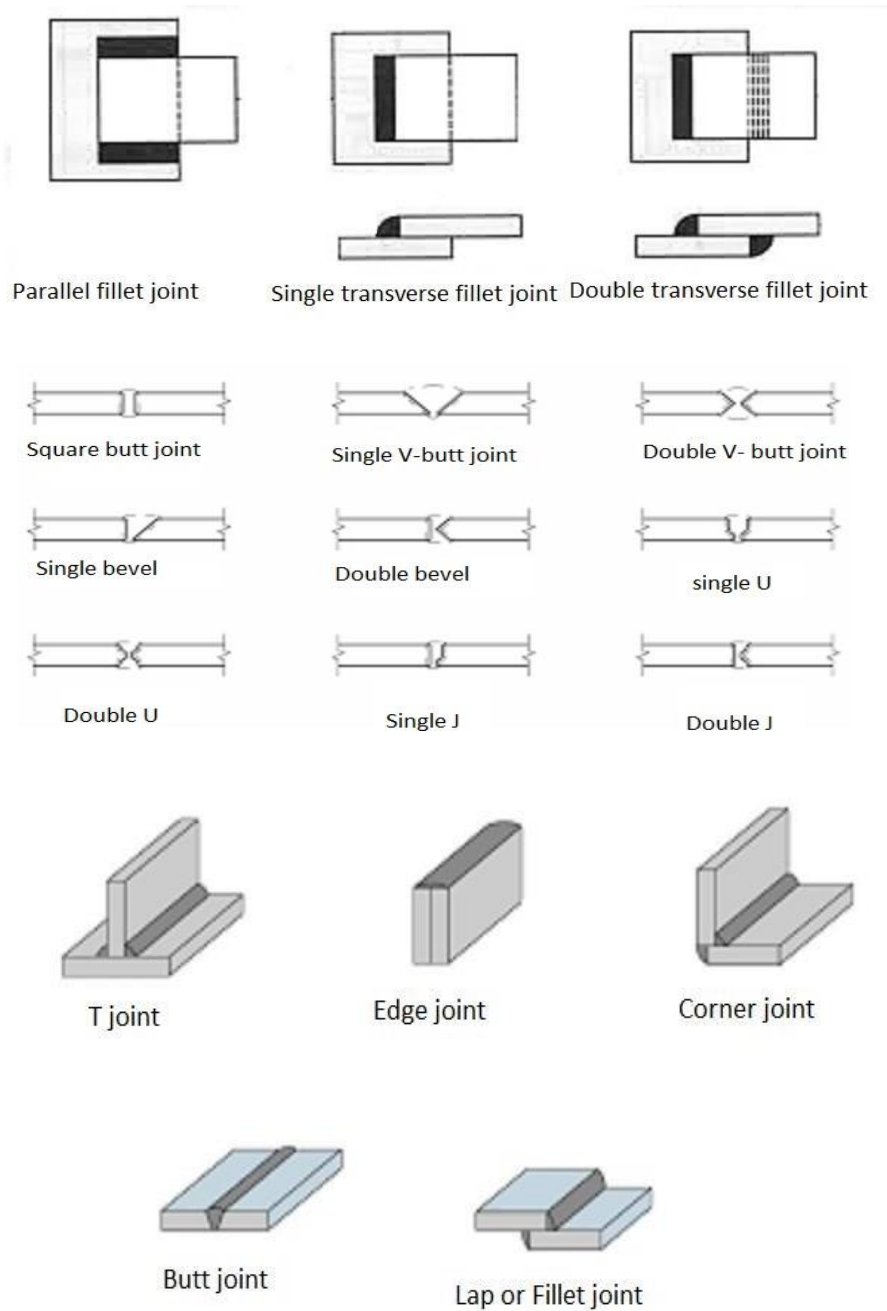 Parallel fillet joint
Single transverse fillet joint
Double transverse fillet joint
Square butt joint
Single V-butt joint
Double V- butt joint
Single bevel
Double bevel
single U
Double U
Single J
Double J
T joint
Edge joint
Corner joint
Butt joint
Lap or Fillet joint